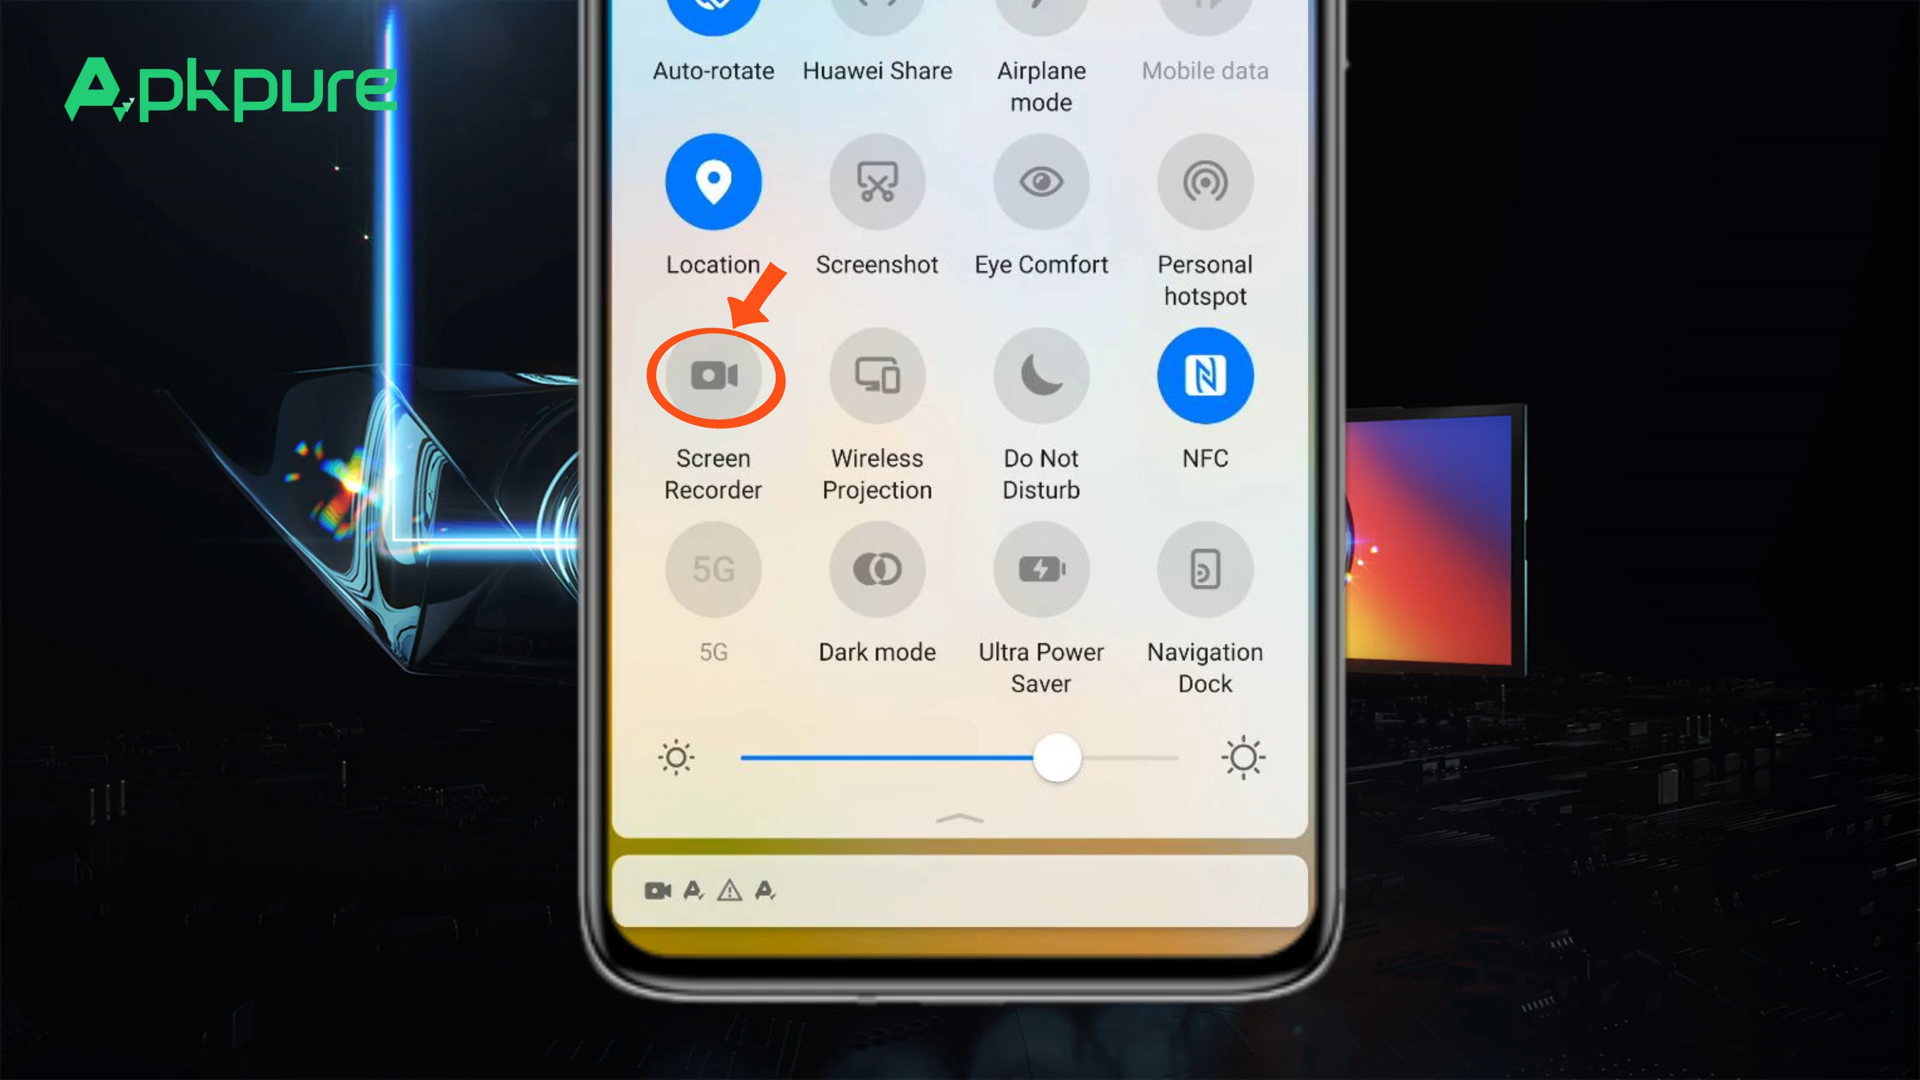 Apkpure
Auto-rotate Huawei Share Airplane mode Mobile data
Location Screenshot Eye Comfort Personal hotspot
Screen Recorder Wireless Projection Do Not Disturb NFC
5G
5G Dark mode Ultra Power Saver Navigation Dock